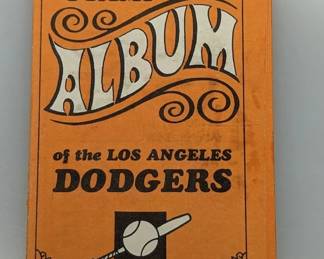 ALBUM
of the LOS ANGELES
DODGERS